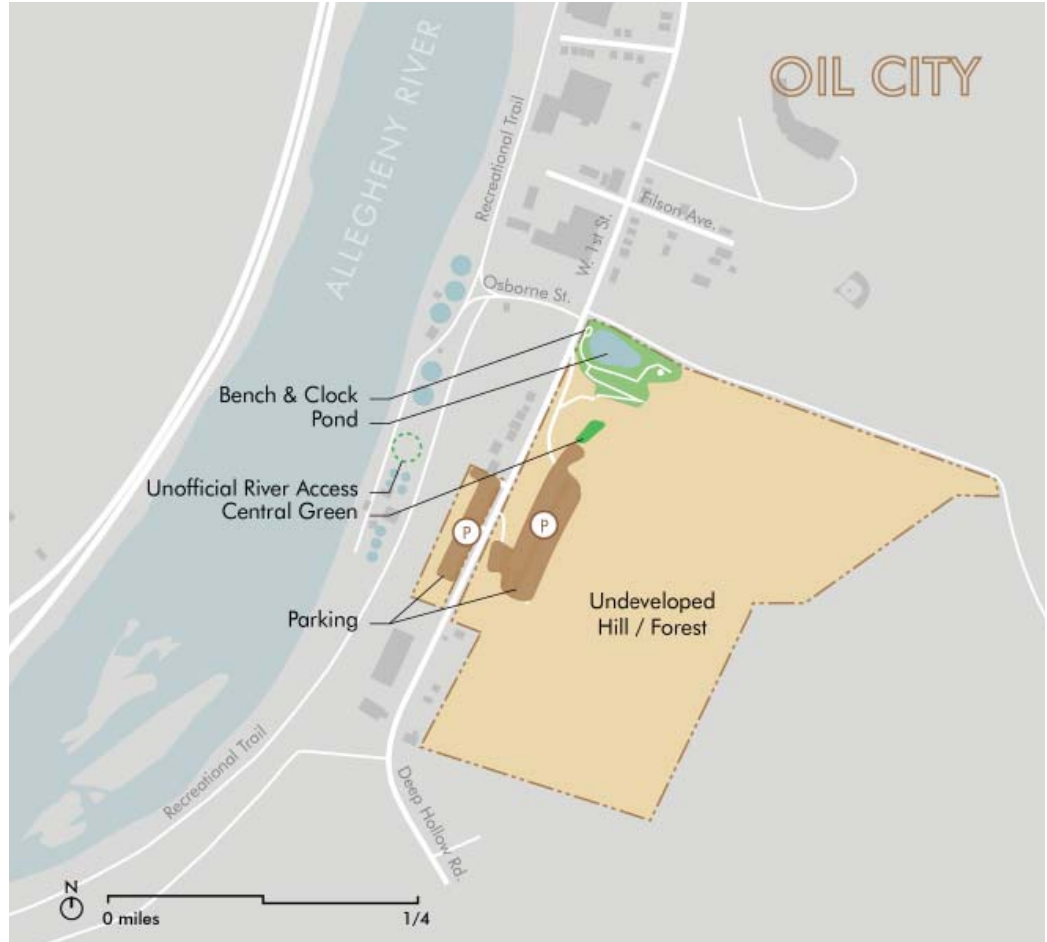 OIL CITY
ALLEGHENY RIVER
Recreational Trail
Filson Ave.
W. 1st St.
Osborne St.
Bench & Clock
Pond
Unofficial River Access
Central Green
P
P
Parking
Undeveloped
Hill / Forest
Recreational Trail
Deep Hollow Rd.
N
0 miles
1/4